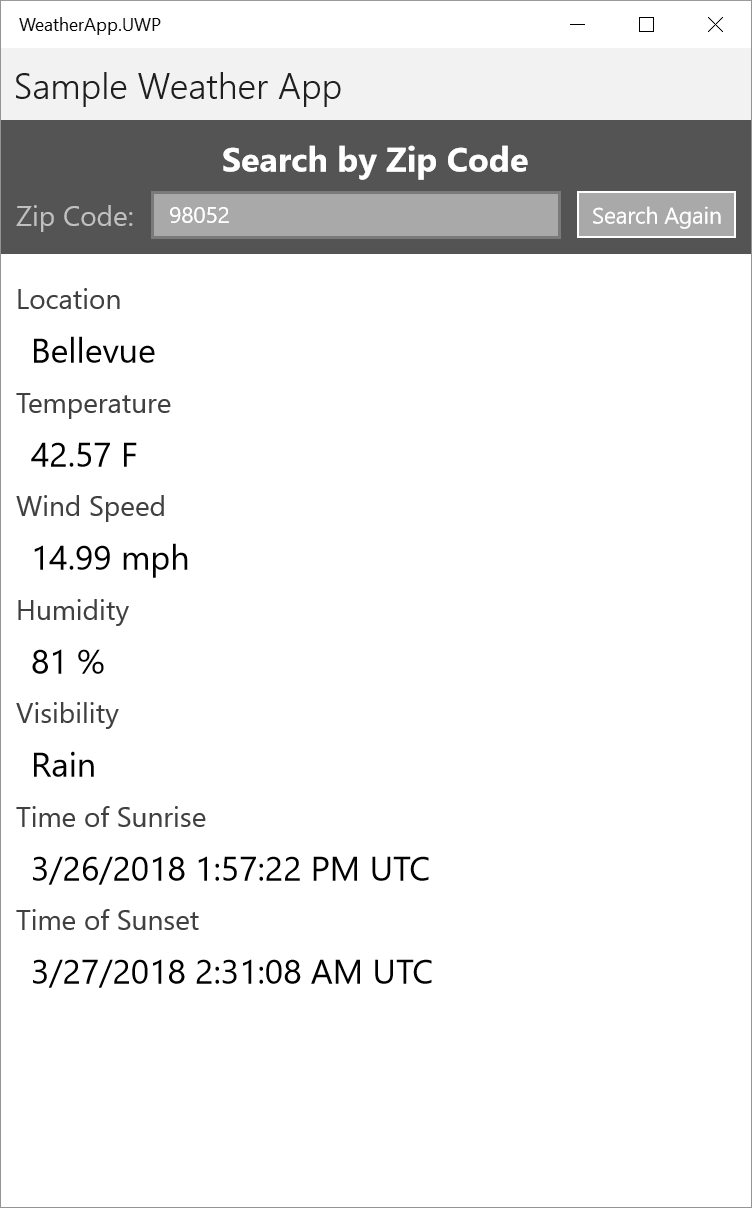 WeatherApp.UWP
Sample Weather App
Search by Zip Code
Zip Code: 98052 Search Again
Location
Bellevue
Temperature
42.57 F
Wind Speed
14.99 mph
Humidity
81 %
Visibility
Rain
Time of Sunrise
3/26/2018 1:57:22 PM UTC
Time of Sunset
3/27/2018 2:31:08 AM UTC